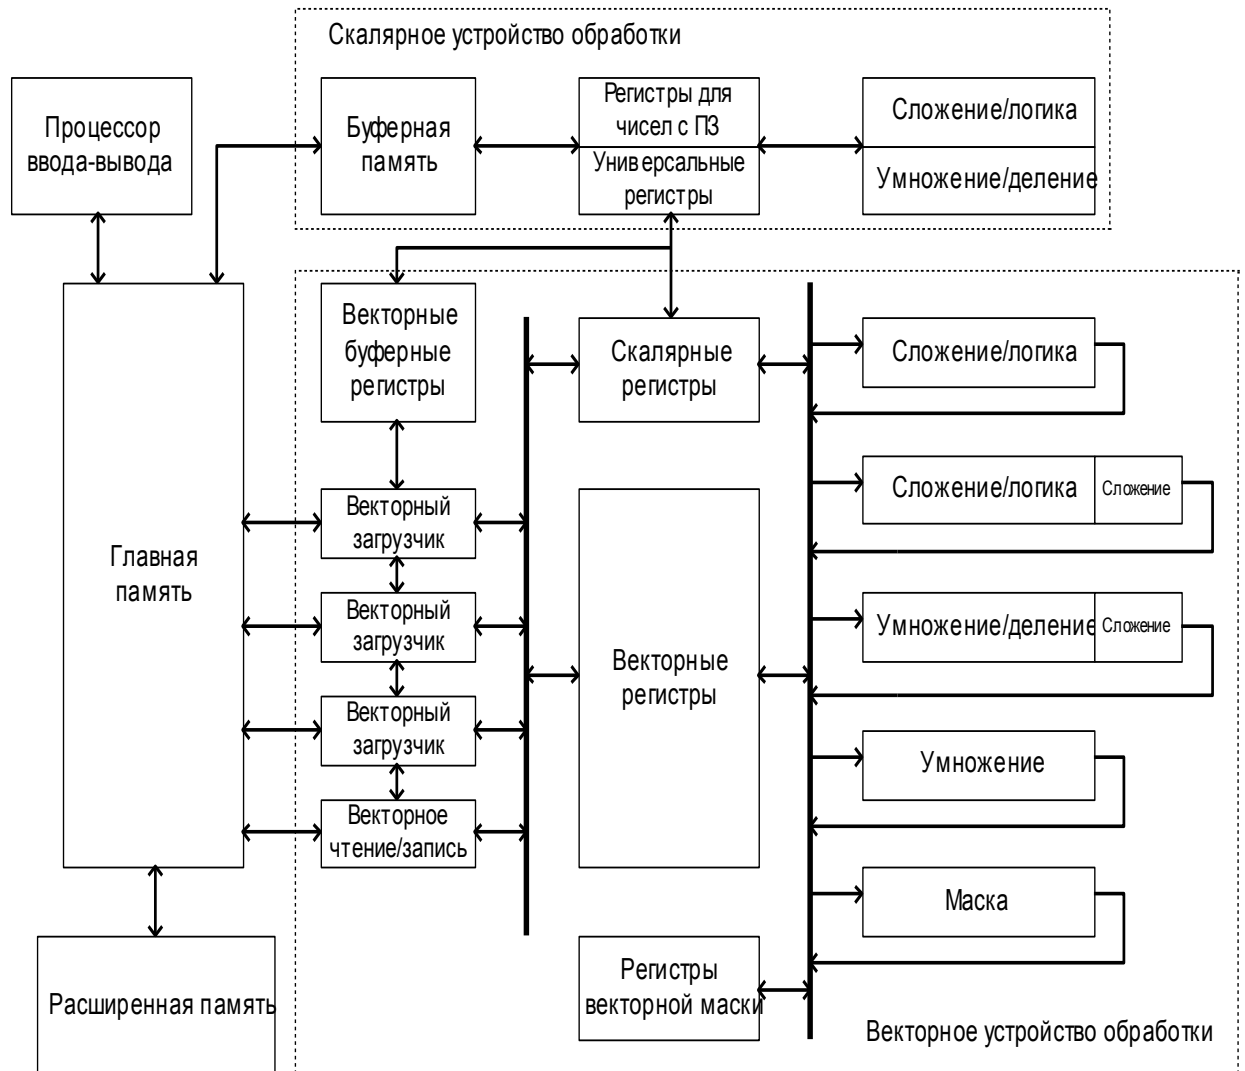 Скалярное устройство обработки
Процессор
ввода-вывода
Буферная
память
Регистры для
чисел с ПЗ
Универсальные
регистры
Сложение/логика
Умножение/деление
Главная
память
Расширенная память
Векторные
буферные
регистры
Векторный
загрузчик
Векторный
загрузчик
Векторный
загрузчик
Векторное
чтение/запись
Скалярные
регистры
Векторные
регистры
Регистры
векторной маски
Сложение/логика
Сложение/логика
Сложение
Умножение/деление
Сложение
Умножение
Маска
Векторное устройство обработки